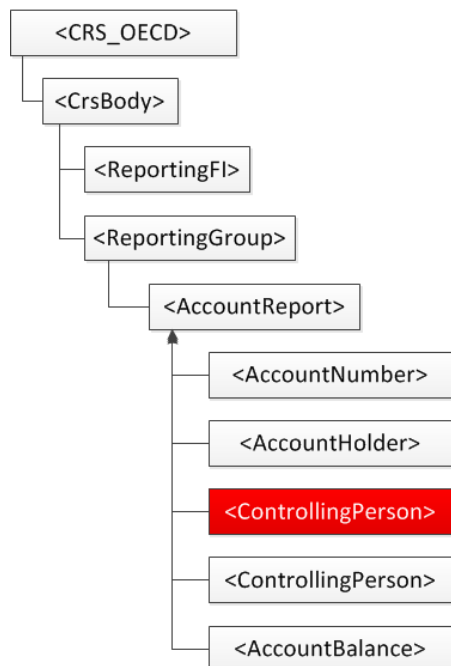 <CRS_OECD>
<CrsBody>
<ReportingFI>
<ReportingGroup>
<AccountReport>
<AccountNumber>
<AccountHolder>
<ControllingPerson>
<ControllingPerson>
<AccountBalance>